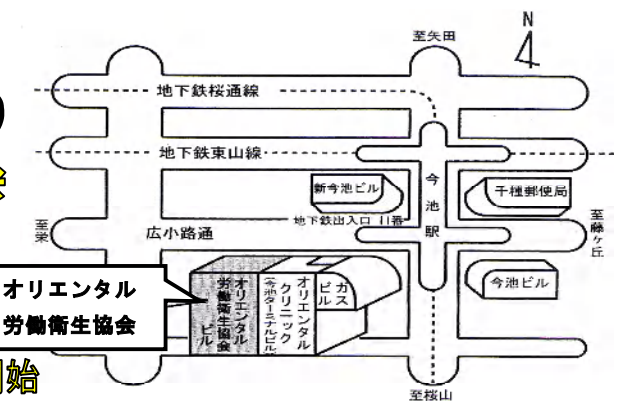 N
至矢田
地下鉄桜通線
地下鉄東山線
新今池ビル
今池駅
千種郵便局
地下鉄出入口 11番
至栄
広小路通
至藤ヶ丘
オリエンタル
労働衛生協会
オリエンタル
労働衛生協会
ビル
オリエンタル
クリニック
(今池ターミナルビル)
ガス
ビル
今池ビル
始
至桜山